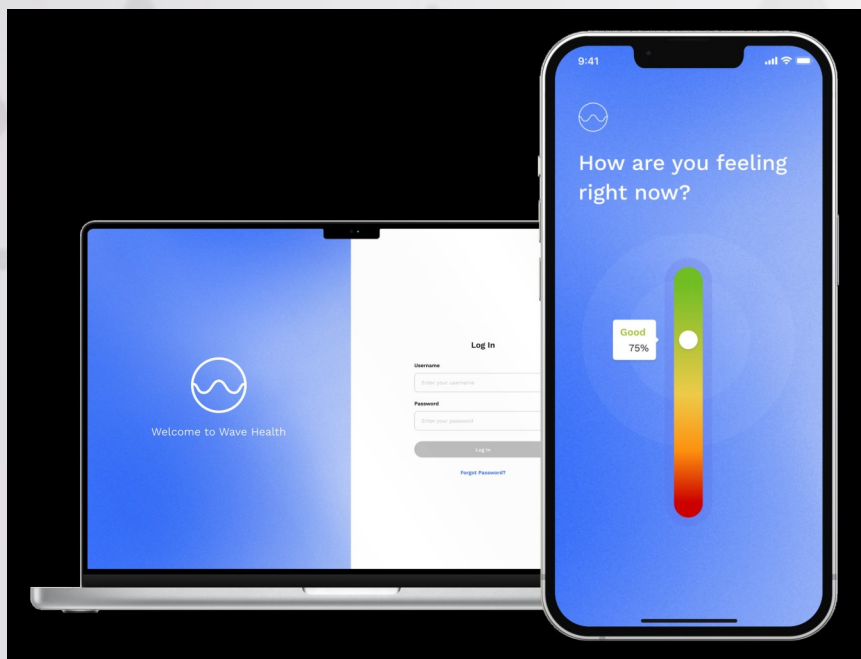 Welcome to Wave Health
Log In
Username
Enter your username
Password
Enter your password
Log In
Forgot Password?
9:41
How are you feeling
right now?
Good
75%